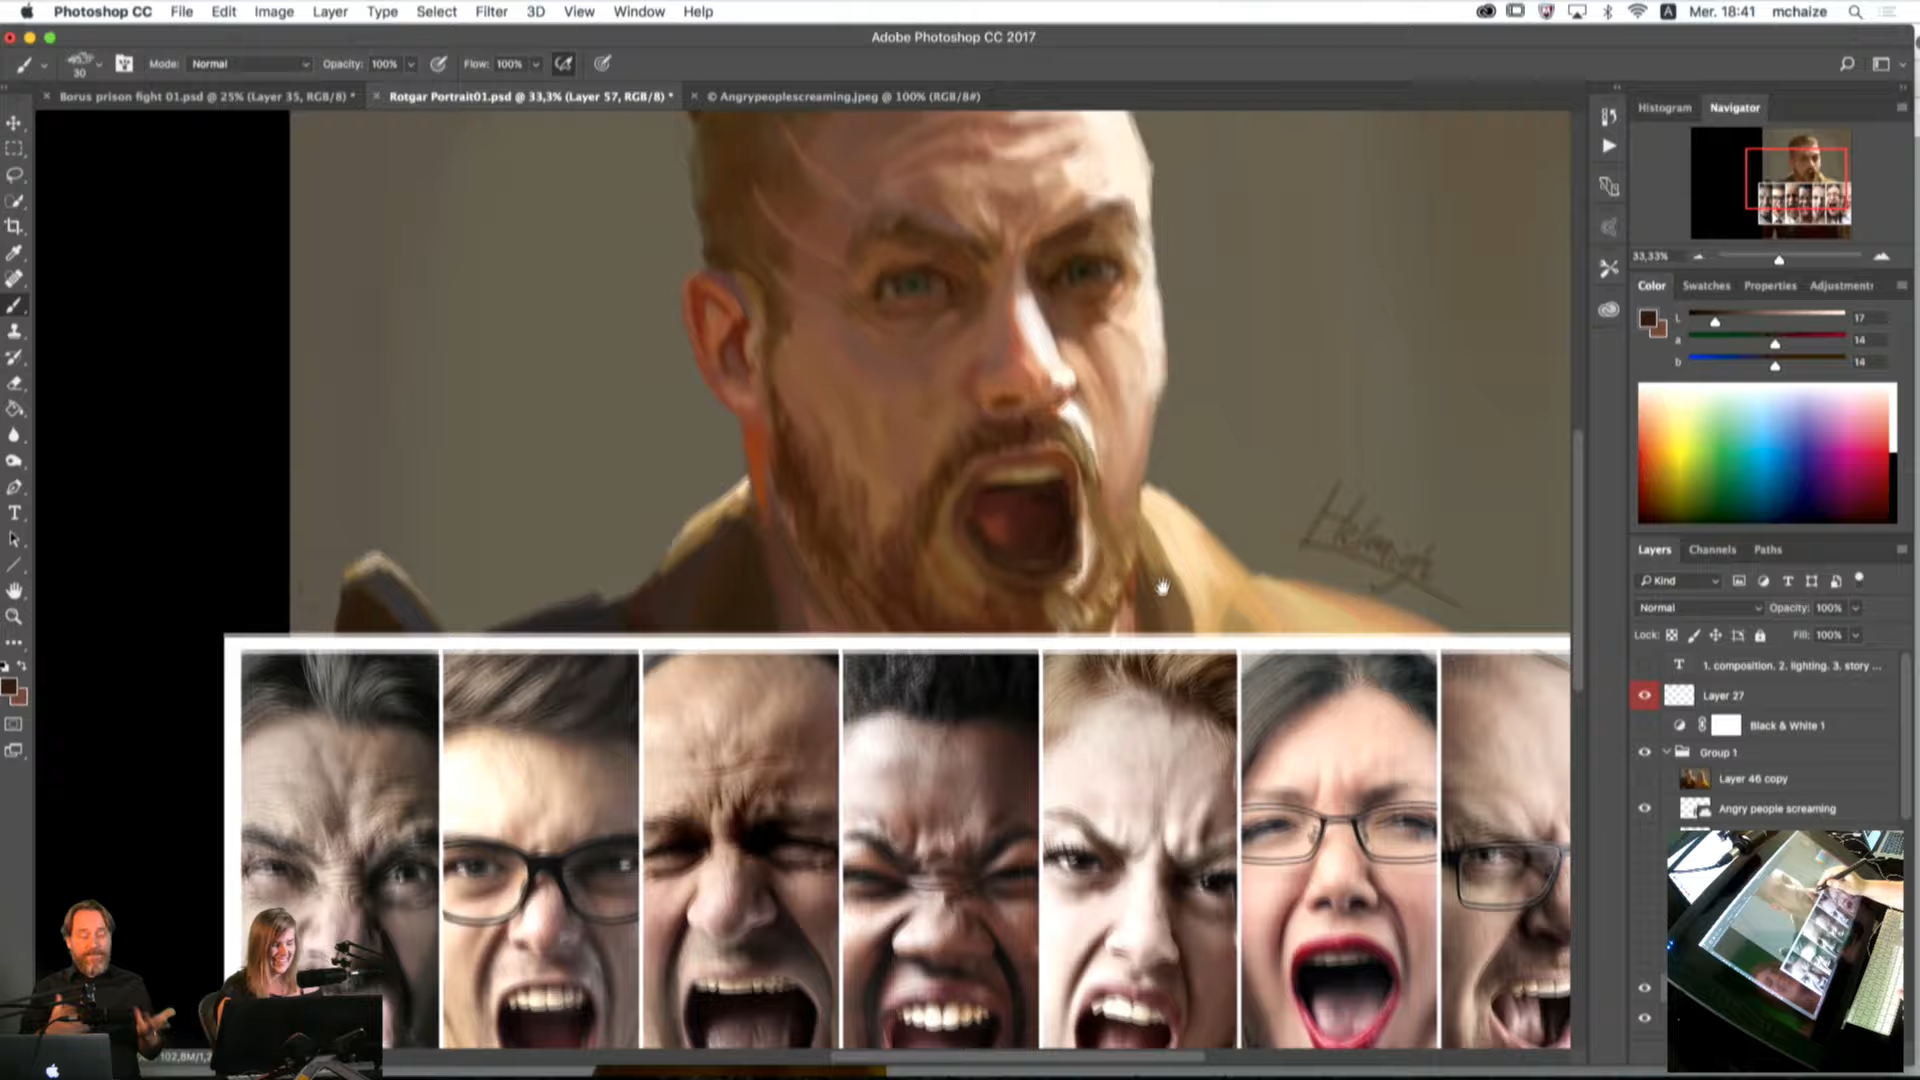 Photoshop CC File Edit Image Layer Type Select Filter 3D View Window Help
A Mer. 18:41 mchaize
Adobe Photoshop CC 2017
30 Mode: Normal Opacity: 100% Flow: 100%
Borus prison fight 01.psd @ 25% (Layer 35, RGB/8) *
Rotgar Portrait01.psd @ 33,3% (Layer 57, RGB/8) *
© Angrypeoplescreaming.jpeg @ 100% (RGB/8#)
Histogram Navigator
33,33%
Color Swatches Properties Adjustments
L 17
a 14
b 14
Layers Channels Paths
Kind
Normal Opacity: 100%
Lock: Fill: 100%
T 1. composition. 2. lighting. 3. story ...
Layer 27
Black & White 1
Group 1
Layer 46 copy
Angry people screaming